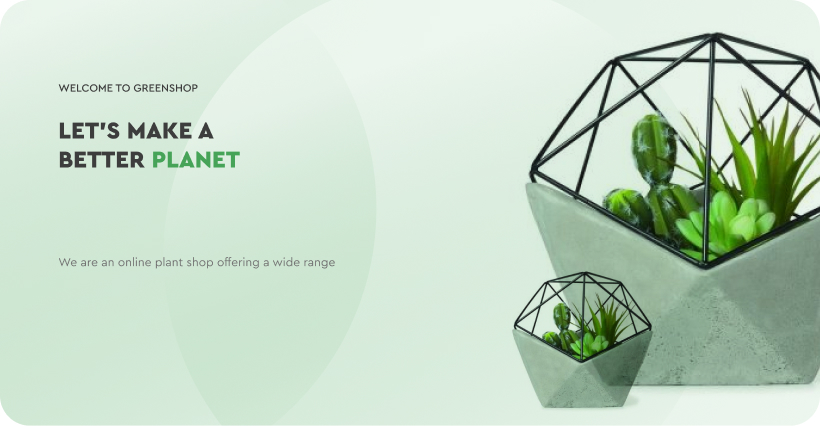 WELCOME TO GREENSHOP
LET'S MAKE A
BETTER PLANET
We are an online plant shop offering a wide range